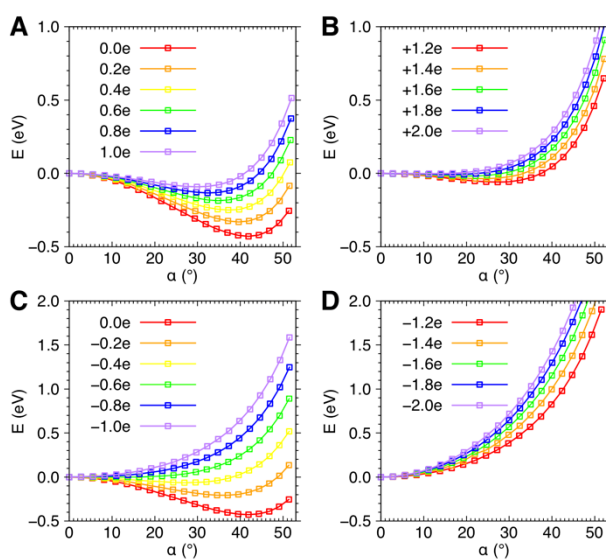 A
1.0
0.5
0.0
−0.5
E (eV)
0.0e
0.2e
0.4e
0.6e
0.8e
1.0e
0 10 20 30 40 50
α (°)
B
1.0
0.5
0.0
−0.5
E (eV)
+1.2e
+1.4e
+1.6e
+1.8e
+2.0e
0 10 20 30 40 50
α (°)
C
2.0
1.5
1.0
0.5
0.0
−0.5
E (eV)
0.0e
−0.2e
−0.4e
−0.6e
−0.8e
−1.0e
0 10 20 30 40 50
α (°)
D
2.0
1.5
1.0
0.5
0.0
−0.5
E (eV)
−1.2e
−1.4e
−1.6e
−1.8e
−2.0e
0 10 20 30 40 50
α (°)